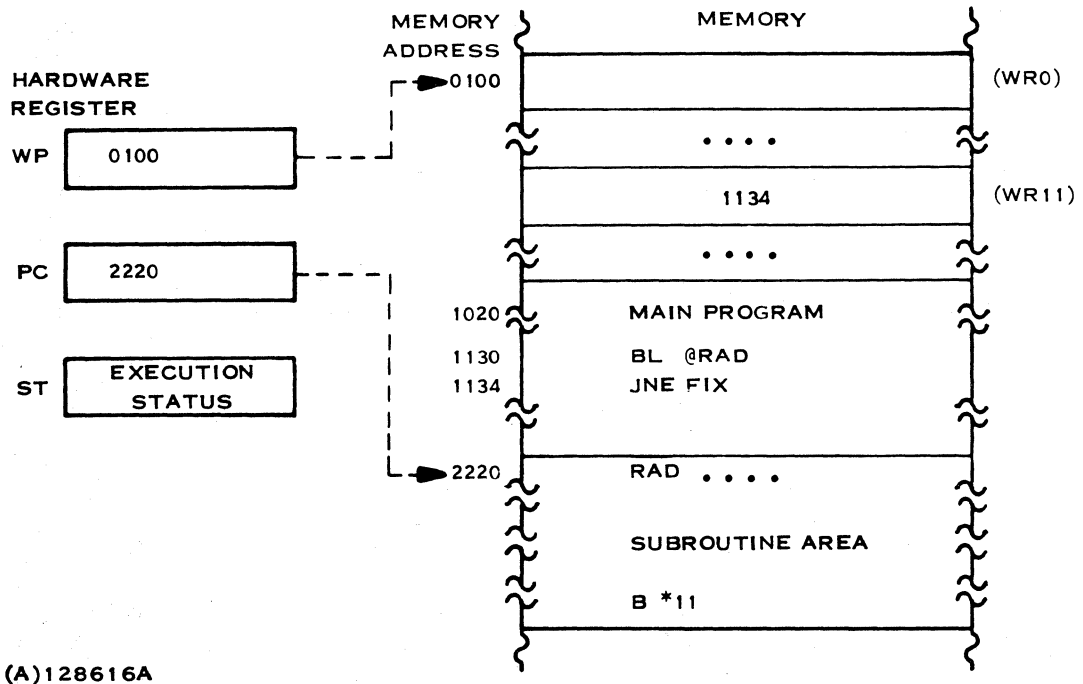 MEMORY
ADDRESS
MEMORY
HARDWARE
REGISTER
0100
(WR0)
WP
0100
• • • •
1134
(WR11)
PC
2220
• • • •
1020
MAIN PROGRAM
1130
BL @RAD
ST
EXECUTION
STATUS
1134
JNE FIX
2220
RAD • • • •
SUBROUTINE AREA
B *11
(A)128616A